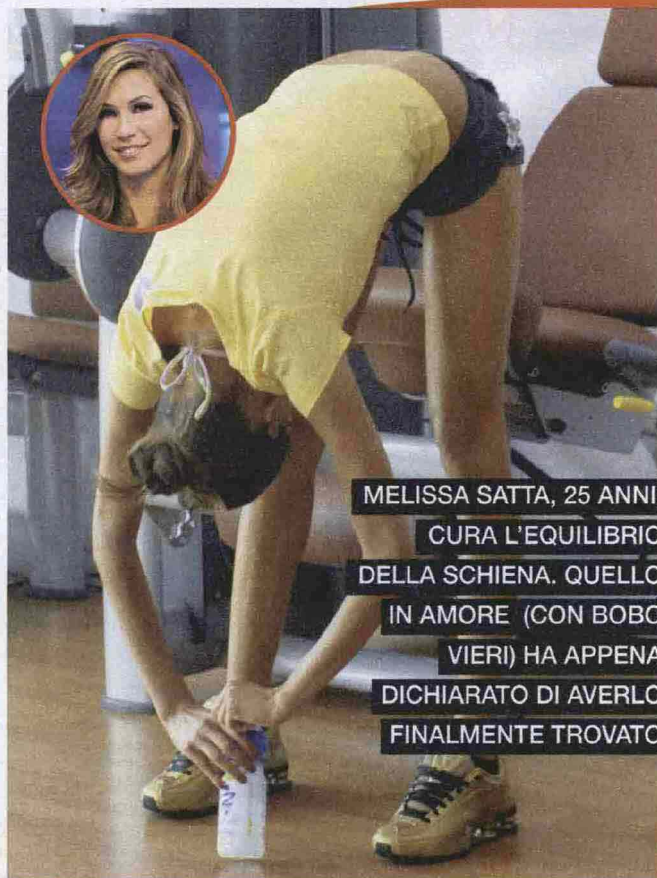 MELISSA SATTA, 25 ANNI
CURA L'EQUILIBRIO
DELLA SCHIENA. QUELLO
IN AMORE (CON BOBO
VIERI) HA APPENA
DICHIARATO DI AVERLO
FINALMENTE TROVATO